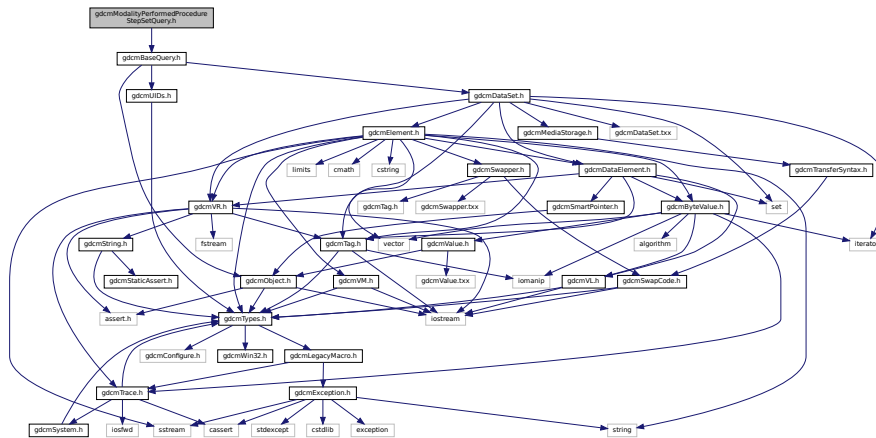 gdcmModalityPerformedProcedure
StepSetQuery.h
gdcmBaseQuery.h
gdcmUIDs.h
gdcmDataSet.h
gdcmElement.h
gdcmMediaStorage.h
gdcmDataSet.txx
limits
cmath
cstring
gdcmSwapper.h
gdcmDataElement.h
gdcmTransferSyntax.h
gdcmVR.h
gdcmTag.h
gdcmSwapper.txx
gdcmSmartPointer.h
gdcmByteValue.h
set
gdcmString.h
fstream
gdcmTag.h
vector
gdcmValue.h
algorithm
iterator
gdcmStaticAssert.h
gdcmObject.h
gdcmVM.h
gdcmValue.txx
iomanip
gdcmVL.h
gdcmSwapCode.h
assert.h
gdcmTypes.h
iostream
gdcmConfigure.h
gdcmWin32.h
gdcmLegacyMacro.h
gdcmTrace.h
gdcmException.h
gdcmSystem.h
iosfwd
sstream
cassert
stdexcept
cstdlib
exception
string